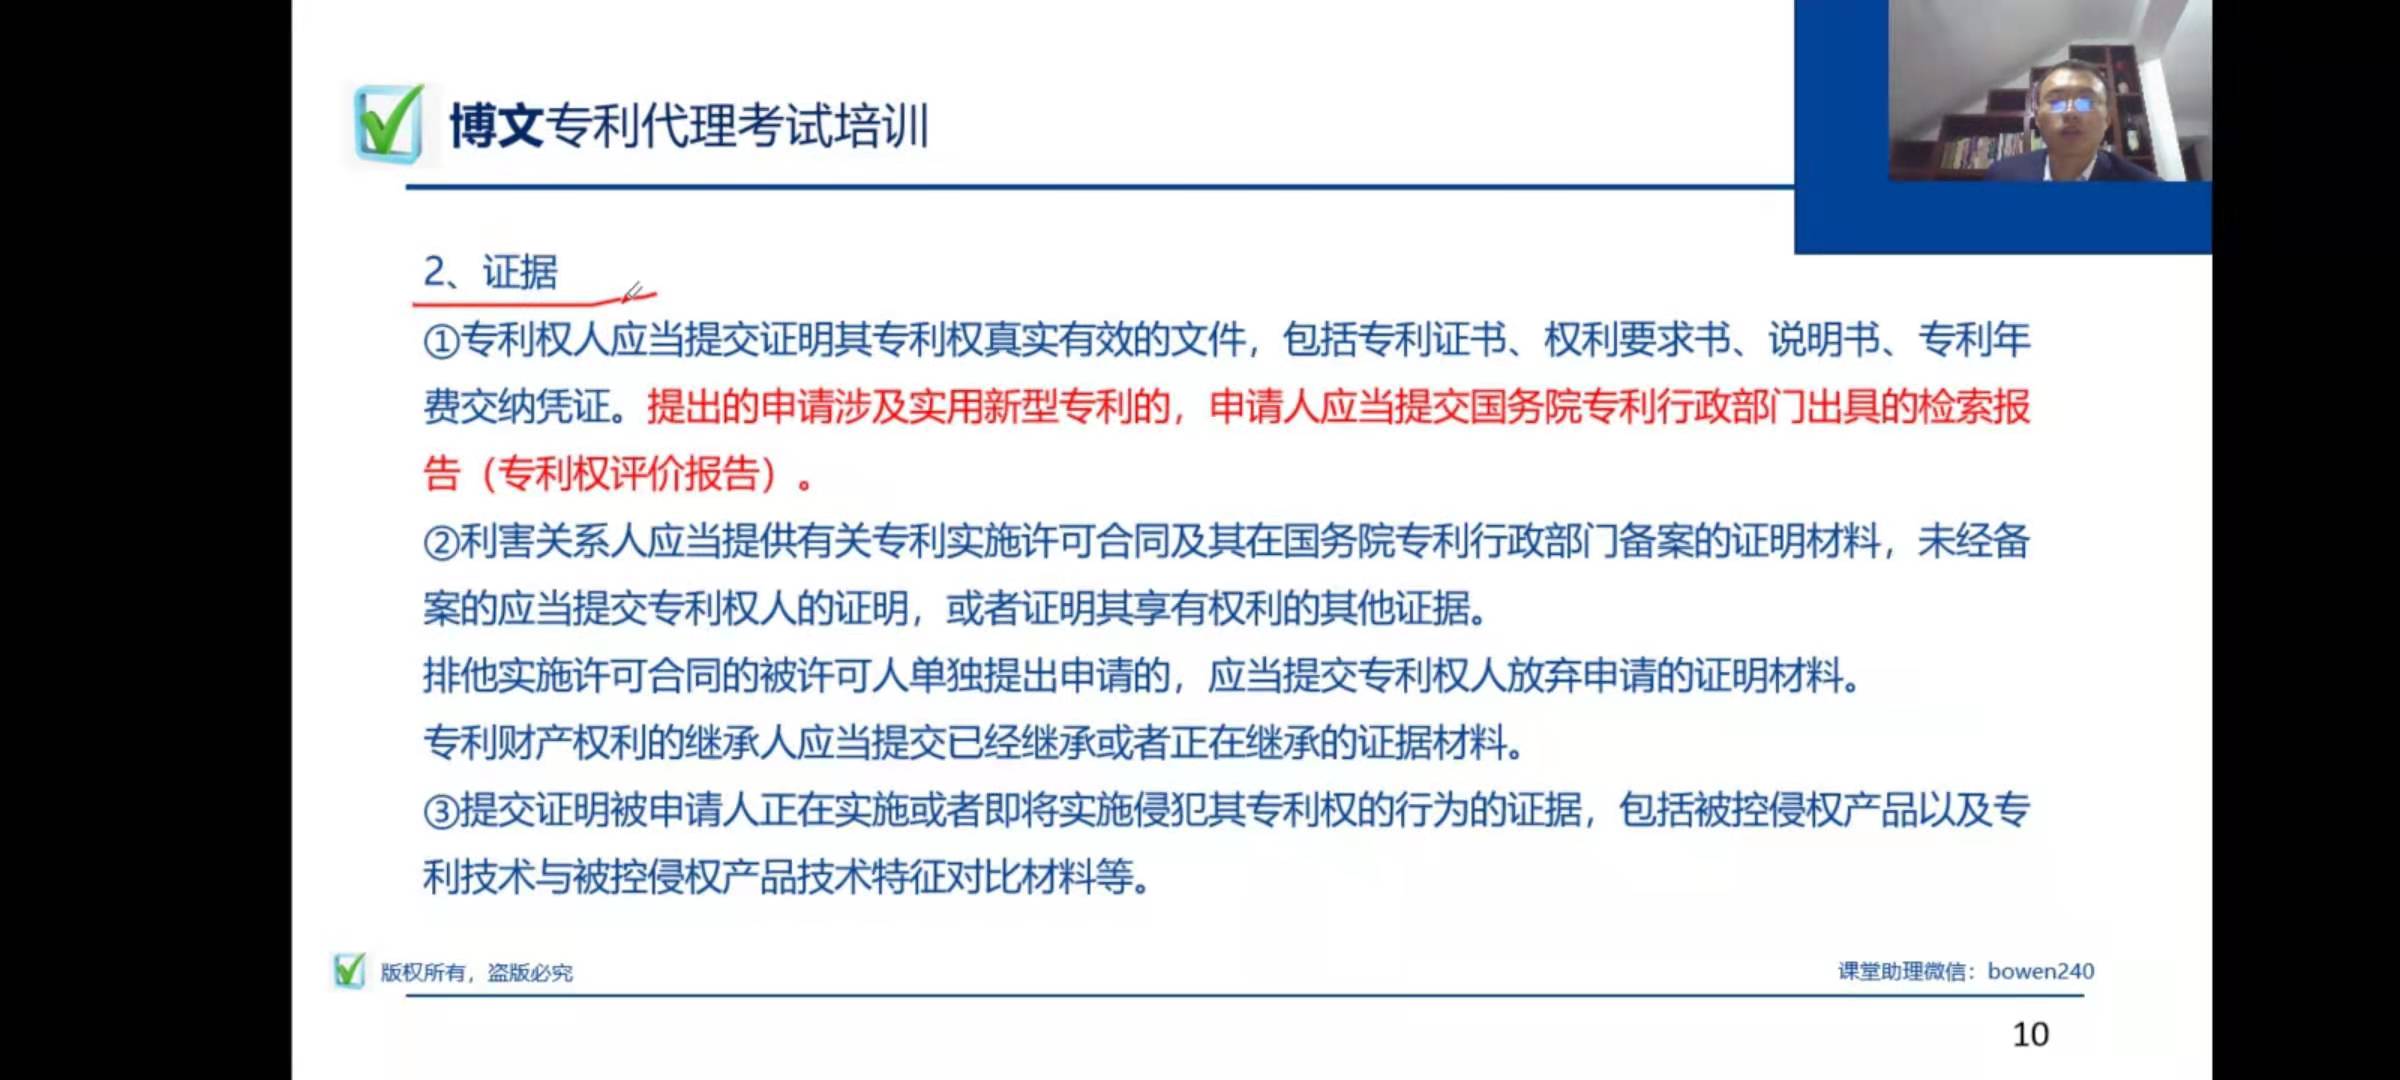 博文专利代理考试培训
2、证据
①专利权人应当提交证明其专利权真实有效的文件，包括专利证书、权利要求书、说明书、专利年
费交纳凭证。提出的申请涉及实用新型专利的，申请人应当提交国务院专利行政部门出具的检索报
告（专利权评价报告）。
②利害关系人应当提供有关专利实施许可合同及其在国务院专利行政部门备案的证明材料，未经备
案的应当提交专利权人的证明，或者证明其享有权利的其他证据。
排他实施许可合同的被许可人单独提出申请的，应当提交专利权人放弃申请的证明材料。
专利财产权利的继承人应当提交已经继承或者正在继承的证据材料。
③提交证明被申请人正在实施或者即将实施侵犯其专利权的行为的证据，包括被控侵权产品以及专
利技术与被控侵权产品技术特征对比材料等。
版权所有，盗版必究
课堂助理微信：bowen240
10